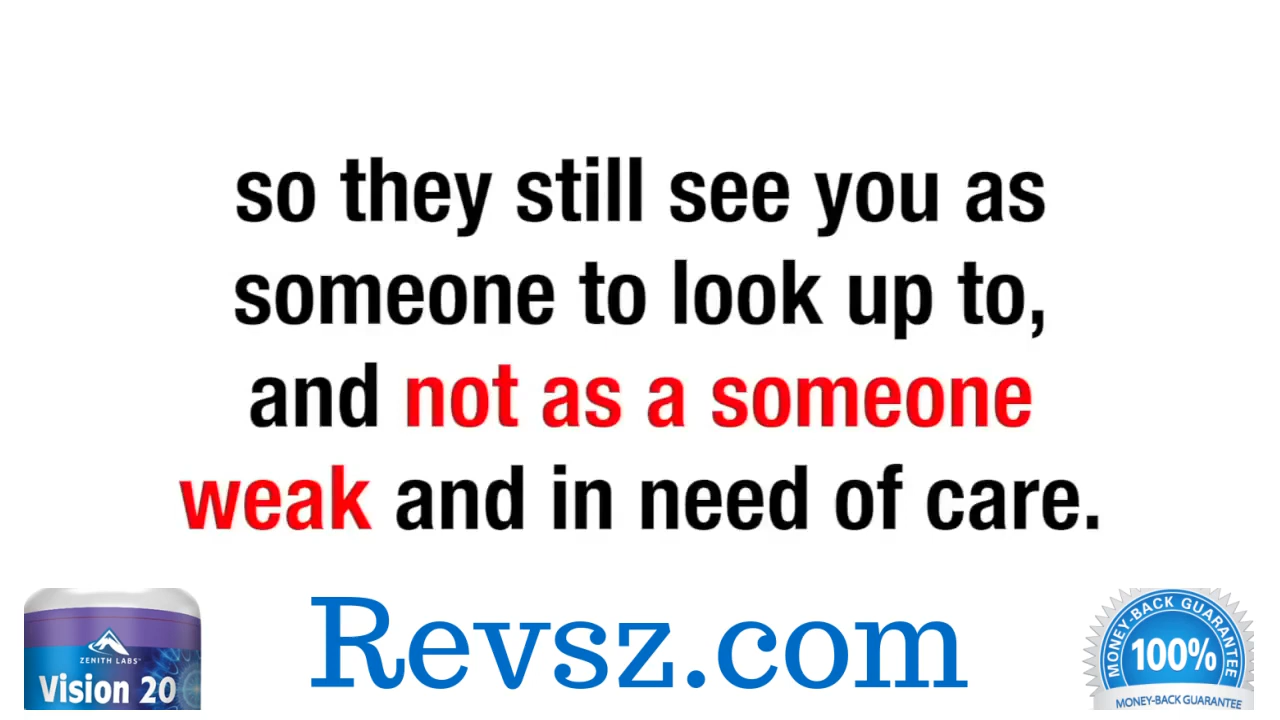 so they still see you as
someone to look up to,
and not as a someone
weak and in need of care.
ZENITH LABS™
Vision 20
Revsz.com
MONEY-BACK GUARANTEE
100%
MONEY-BACK GUARANTEE